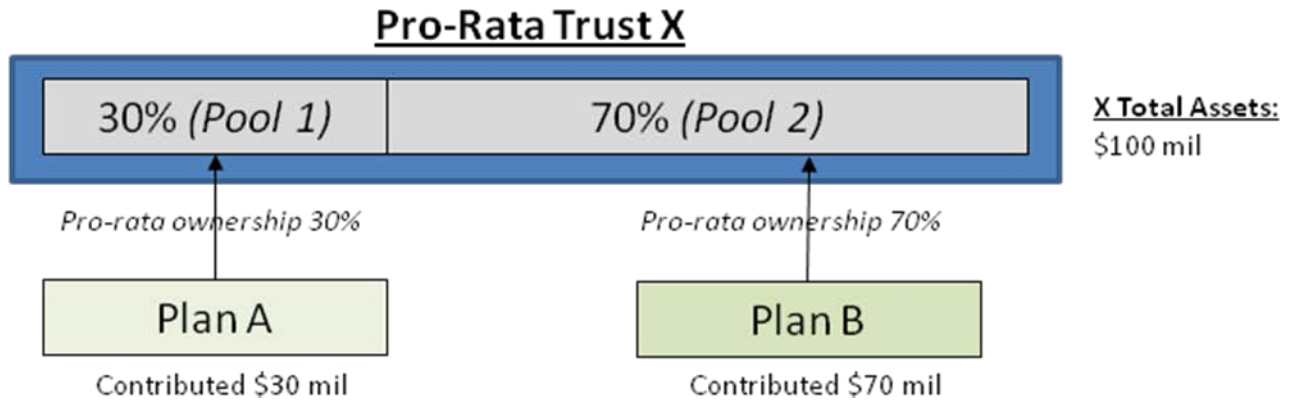 Pro-Rata Trust X
30% (Pool 1)
70% (Pool 2)
X Total Assets:
$100 mil
Pro-rata ownership 30%
Pro-rata ownership 70%
Plan A
Plan B
Contributed $30 mil
Contributed $70 mil